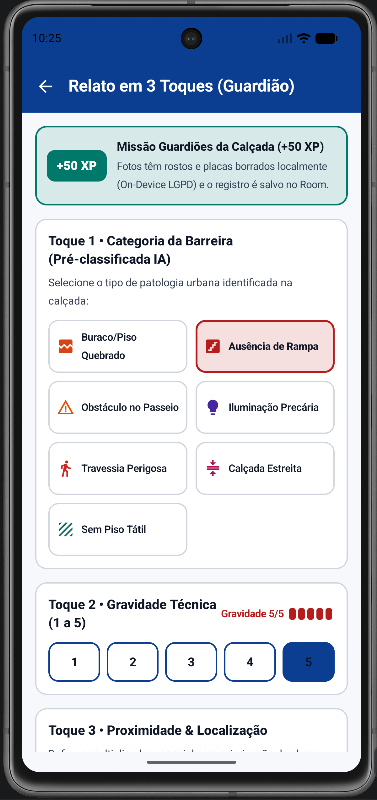 10:25
Relato em 3 Toques (Guardião)
+50 XP
Missão Guardiões da Calçada (+50 XP)
Fotos têm rostos e placas borrados localmente
(On-Device LGPD) e o registro é salvo no Room.
Toque 1 • Categoria da Barreira
(Pré-classificada IA)
Selecione o tipo de patologia urbana identificada na
calçada:
Buraco/Piso
Quebrado
Ausência de Rampa
Obstáculo no Passeio
Iluminação Precária
Travessia Perigosa
Calçada Estreita
Sem Piso Tátil
Toque 2 • Gravidade Técnica
(1 a 5)
Gravidade 5/5
1
2
3
4
5
Toque 3 • Proximidade & Localização